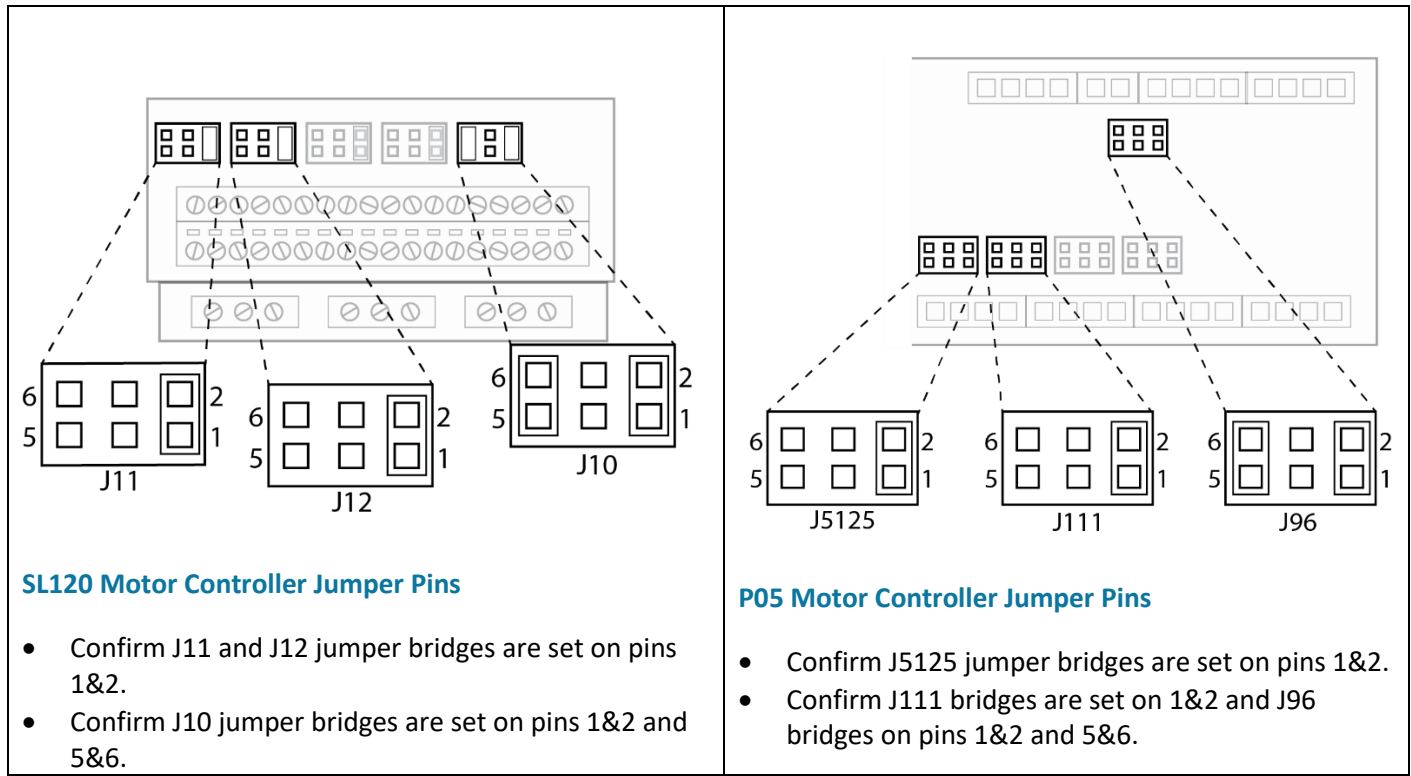 6 2
5 1
J11
6 2
5 1
J12
6 2
5 1
J10
SL120 Motor Controller Jumper Pins
• Confirm J11 and J12 jumper bridges are set on pins
1&2.
• Confirm J10 jumper bridges are set on pins 1&2 and
5&6.
6 2
5 1
J5125
6 2
5 1
J111
6 2
5 1
J96
P05 Motor Controller Jumper Pins
• Confirm J5125 jumper bridges are set on pins 1&2.
• Confirm J111 bridges are set on 1&2 and J96
bridges on pins 1&2 and 5&6.